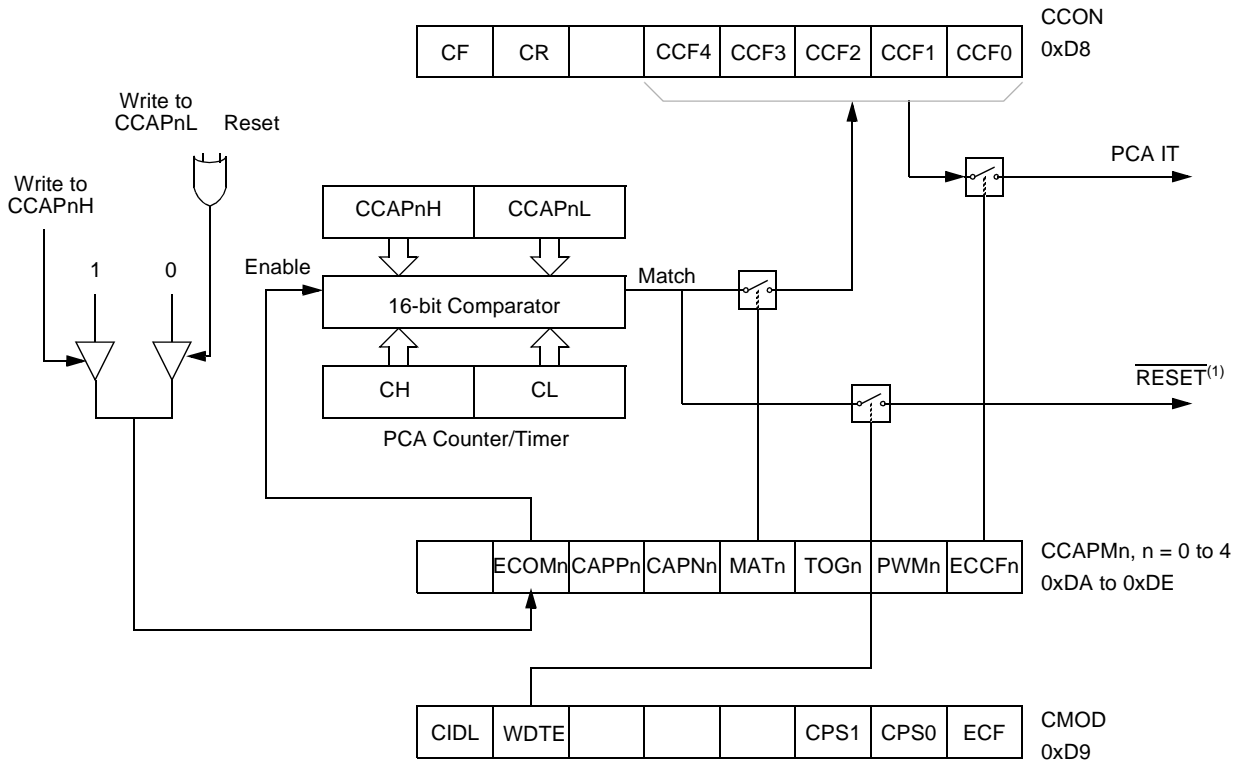 CF CR CCF4 CCF3 CCF2 CCF1 CCF0
CCON
0xD8
Write to
CCAPnL Reset
Write to
CCAPnH
PCA IT
CCAPnH CCAPnL
1 0
Enable
Match
16-bit Comparator
CH CL
RESET(1)
PCA Counter/Timer
ECOMn CAPPn CAPNn MATn TOGn PWMn ECCFn
CCAPMn, n = 0 to 4
0xDA to 0xDE
CIDL WDTE CPS1 CPS0 ECF
CMOD
0xD9